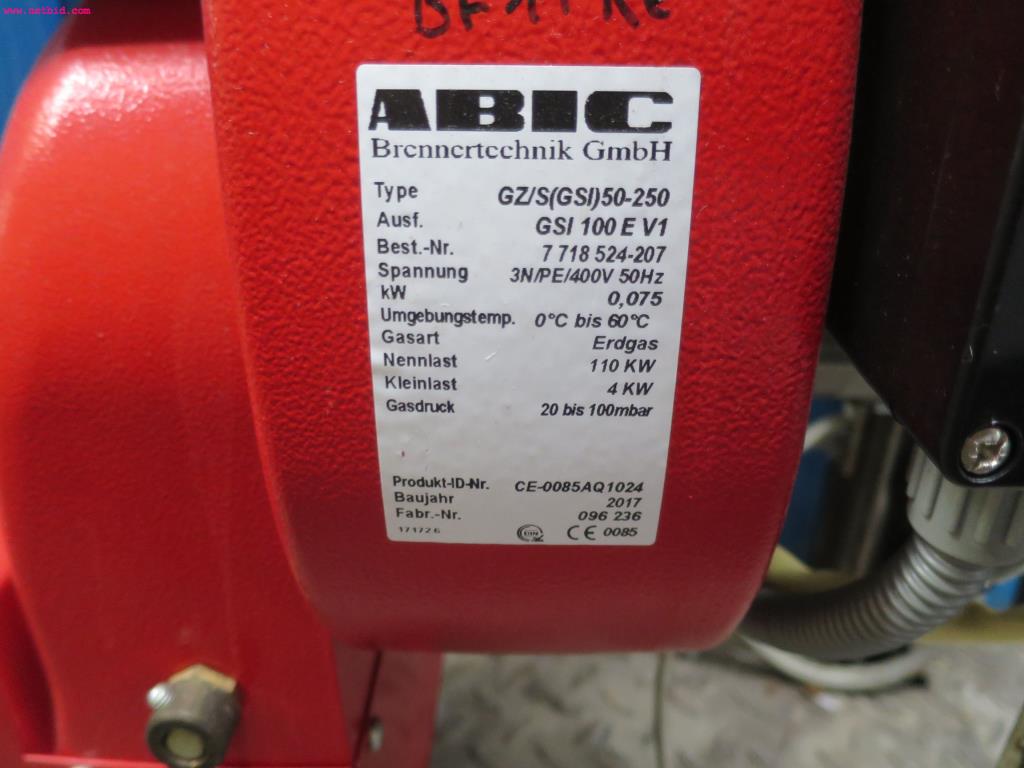 www.netbid.com
ABIC
Brennertechnik GmbH
Type GZ/S(GSI)50-250
Ausf. GSI 100 E V1
Best.-Nr. 7 718 524-207
Spannung 3N/PE/400V 50Hz
kW 0,075
Umgebungstemp. 0°C bis 60°C
Gasart Erdgas
Nennlast 110 KW
Kleinlast 4 KW
Gasdruck 20 bis 100mbar
Produkt-ID-Nr. CE-0085AQ1024
Baujahr 2017
Fabr.-Nr. 096 236
171726 DIN CE 0085